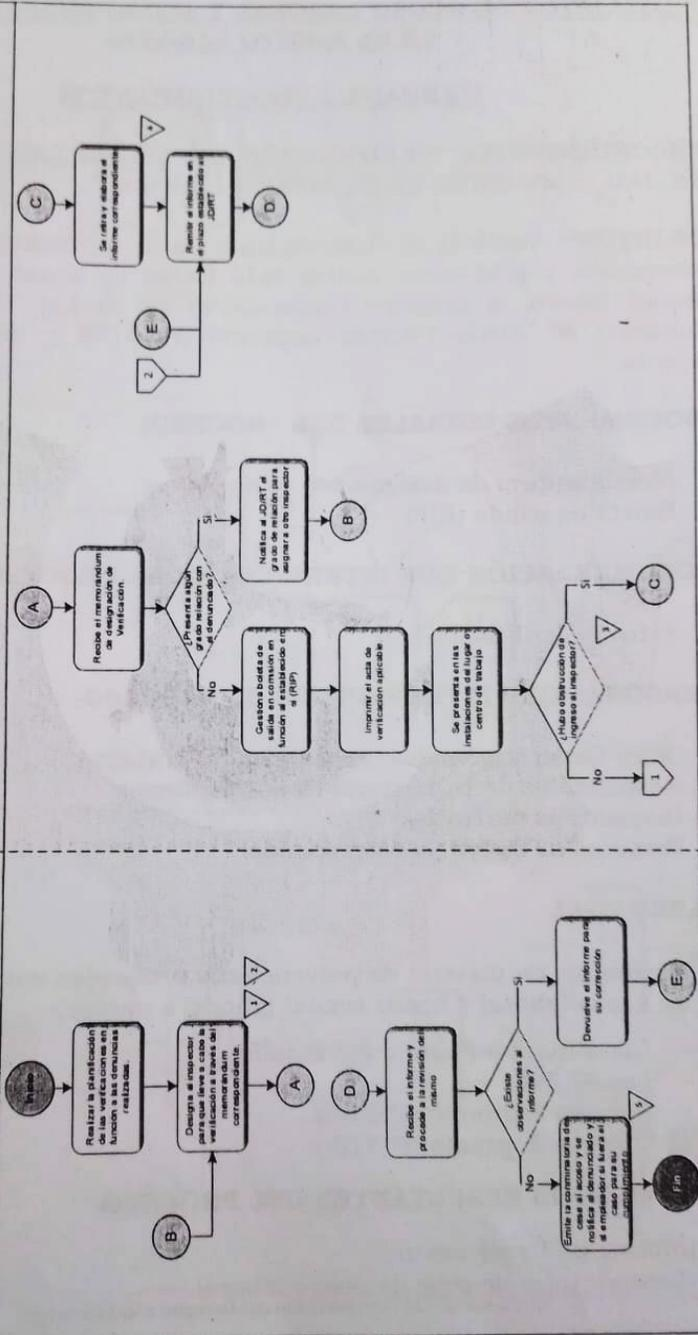 Inicio
Realizar la planificación
de las verificaciones en
función a las denuncias
realizadas.
B
Designa al inspector
para que lleve a cabo la
verificación a través del
memorandum
correspondiente.
1
2
A
D
Recibe el informe y
procede a la revisión del
mismo
¿Existe
observaciones al
informe?
No
Si
Emite la conminatoria de
cese al acoso y se
notifica al denunciado y
al empleador si fuera el
caso para su
cumplimiento
5
Devuelve el informe para
su corrección
Fin
E
A
Recibe el memorandum
de designación de
Verificación.
¿Presenta algún
grado relación con
el denunciado?
No
Si
Gestiona boleta de
salida en comisión en
función al establecido en
el (RIP)
Notifica al JD/RT el
grado de relación para
asignar a otro inspector
B
Imprimir el acta de
verificación aplicable
Se presenta en las
instalaciones del lugar o
centro de trabajo
¿Hubo obstrucción de
ingreso al inspector?
3
No
Si
1
C
C
Se retira y elabora el
informe correspondiente
4
2
E
Remitir el informe en
el plazo establecido al
JD/RT
D